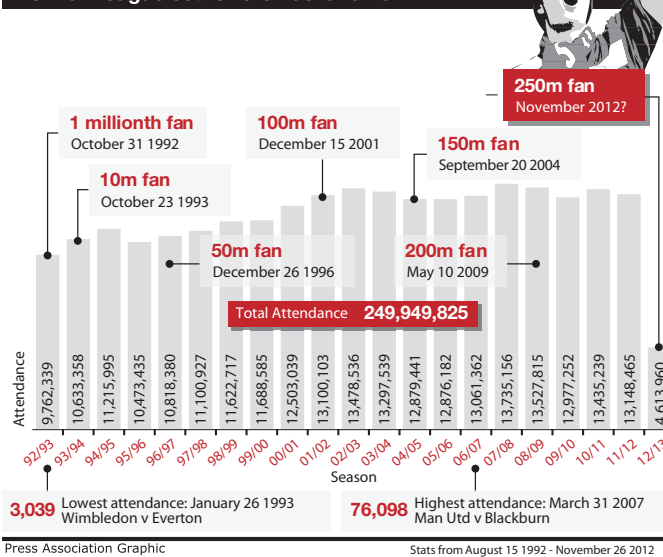 250m fan
November 2012?
1 millionth fan
October 31 1992
100m fan
December 15 2001
150m fan
September 20 2004
10m fan
October 23 1993
50m fan
December 26 1996
200m fan
May 10 2009
Total Attendance 249,949,825
Attendance
9,762,339
10,633,358
11,215,995
10,473,435
10,818,380
11,100,927
11,622,717
11,688,585
12,503,039
13,100,103
13,478,536
13,297,539
12,879,441
12,876,182
13,061,362
13,735,156
13,527,815
12,977,252
13,435,239
13,148,465
4,613,960
92/93
93/94
94/95
95/96
96/97
97/98
98/99
99/00
00/01
01/02
02/03
03/04
04/05
05/06
06/07
07/08
08/09
09/10
10/11
11/12
12/13
Season
3,039 Lowest attendance: January 26 1993
Wimbledon v Everton
76,098 Highest attendance: March 31 2007
Man Utd v Blackburn
Press Association Graphic
Stats from August 15 1992 - November 26 2012